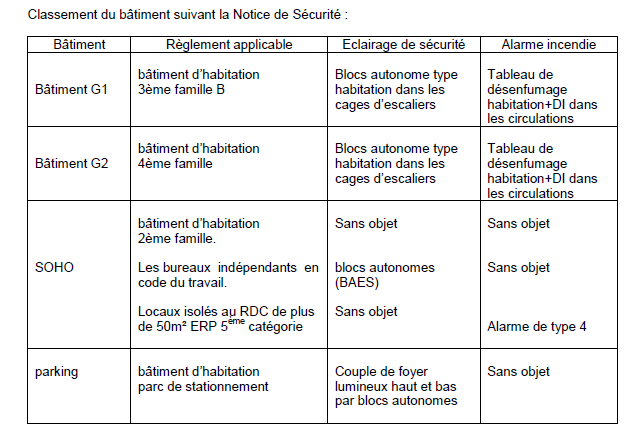 Classement du bâtiment suivant la Notice de Sécurité :
Bâtiment Règlement applicable Eclairage de sécurité Alarme incendie
Bâtiment G1
bâtiment d'habitation
3ème famille B
Blocs autonome type
habitation dans les
cages d'escaliers
Tableau de
désenfumage
habitation+DI dans
les circulations
Bâtiment G2
bâtiment d'habitation
4ème famille
Blocs autonome type
habitation dans les
cages d'escaliers
Tableau de
désenfumage
habitation+DI dans
les circulations
SOHO
bâtiment d'habitation
2ème famille.
Les bureaux indépendants en
code du travail.
Locaux isolés au RDC de plus
de 50m² ERP 5ème catégorie
Sans objet
blocs autonomes
(BAES)
Sans objet
Sans objet
Sans objet
Alarme de type 4
parking
bâtiment d'habitation
parc de stationnement
Couple de foyer
lumineux haut et bas
par blocs autonomes
Sans objet